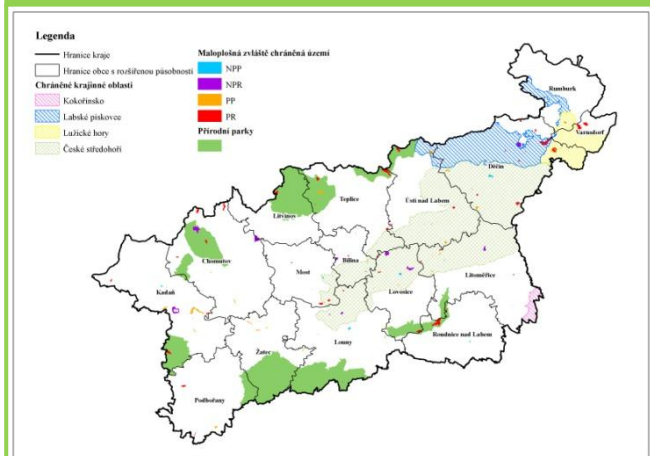 Legenda
Hranice kraje
Hranice obce s rozšířenou působností
Chráněné krajinné oblasti
Kokořínsko
Labské pískovce
Lužické hory
České středohoří
Maloplošná zvláště chráněná území
NPP
NPR
PP
PR
Přírodní parky
Rumburk
Varnsdorf
Děčín
Teplice
Ústí nad Labem
Litvínov
Chomutov
Most
Bílina
Litoměřice
Kadaň
Lovosice
Roudnice nad Labem
Louny
Žatec
Podbořany